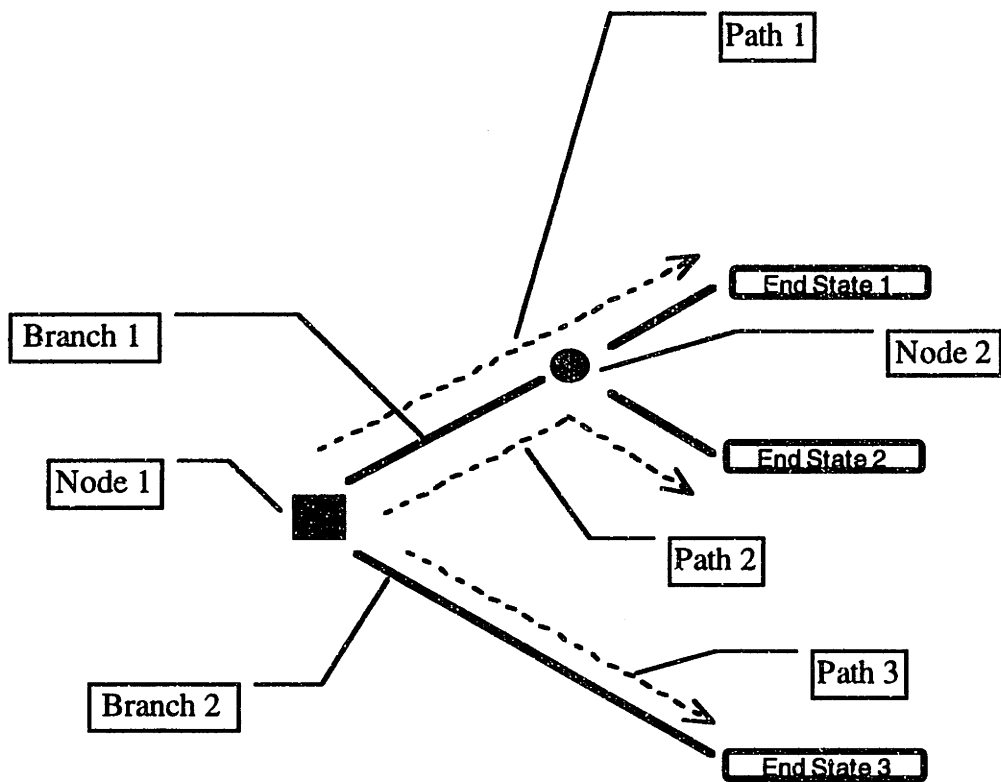 Path 1
End State 1
Branch 1
Node 2
End State 2
Node 1
Path 2
Path 3
Branch 2
End State 3